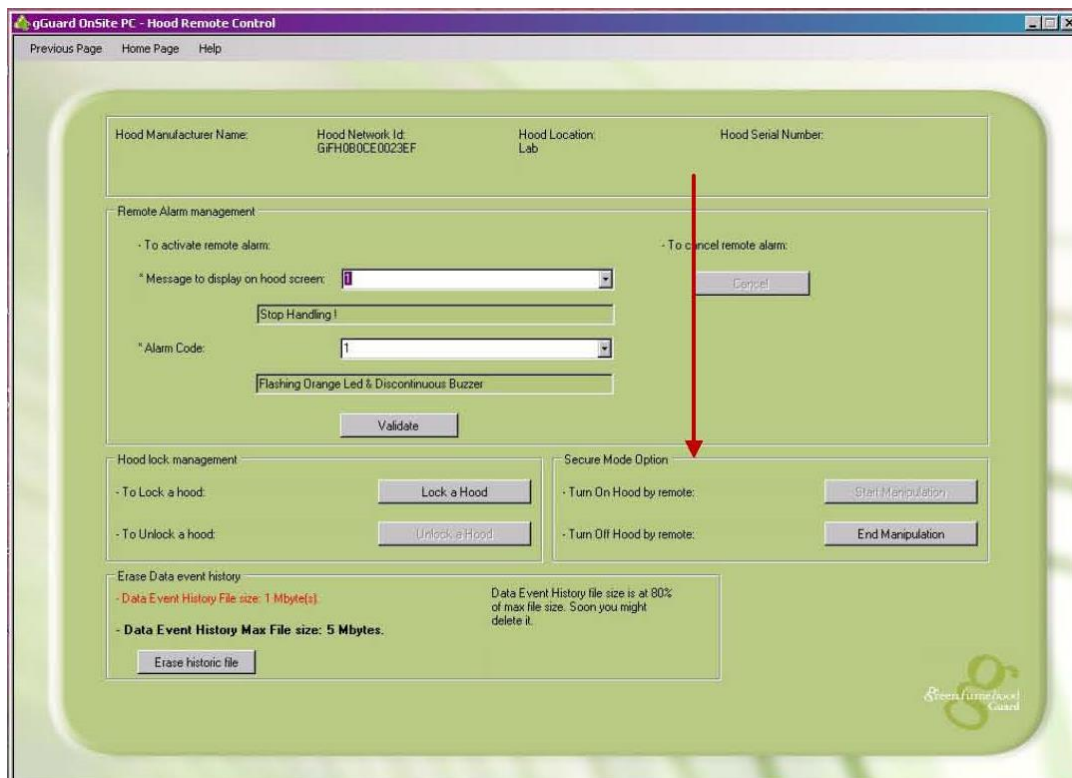 gGuard OnSite PC - Hood Remote Control
Previous Page Home Page Help
Hood Manufacturer Name: Hood Network Id: Hood Location: Hood Serial Number:
GiFH0B0CE0023EF Lab
Remote Alarm management
- To activate remote alarm: - To cancel remote alarm:
* Message to display on hood screen: 1 Cancel
Stop Handling !
* Alarm Code: 1
Flashing Orange Led & Discontinuous Buzzer
Validate
Hood lock management
- To Lock a hood: Lock a Hood
- To Unlock a hood: Unlock a Hood
Secure Mode Option
- Turn On Hood by remote: Start Manipulation
- Turn Off Hood by remote: End Manipulation
Erase Data event history
- Data Event History File size: 1 Mbyte(s).
- Data Event History Max File size: 5 Mbytes.
Data Event History file size is at 80%
of max file size. Soon you might
delete it.
Erase historic file
greenfumehood
Guard